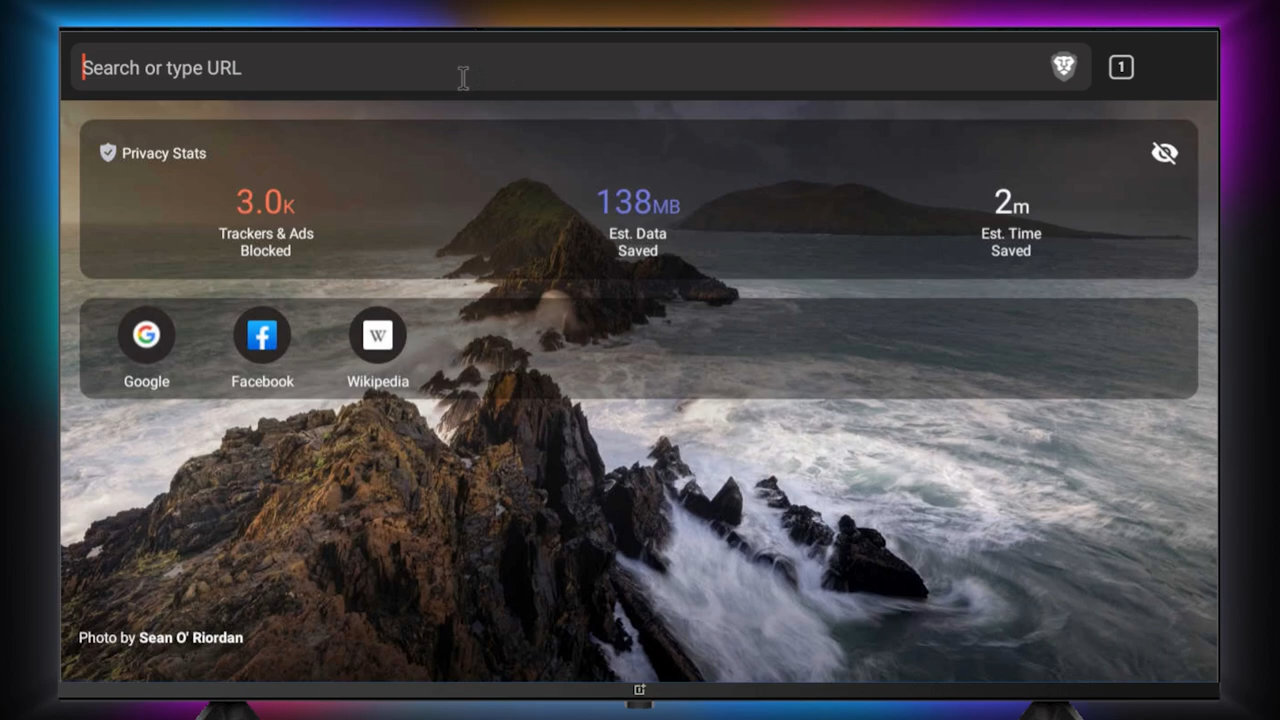 Search or type URL
1
Privacy Stats
3.0K
138MB
2m
Trackers & Ads
Blocked
Est. Data
Saved
Est. Time
Saved
G
f
W
Google
Facebook
Wikipedia
Photo by Sean O' Riordan